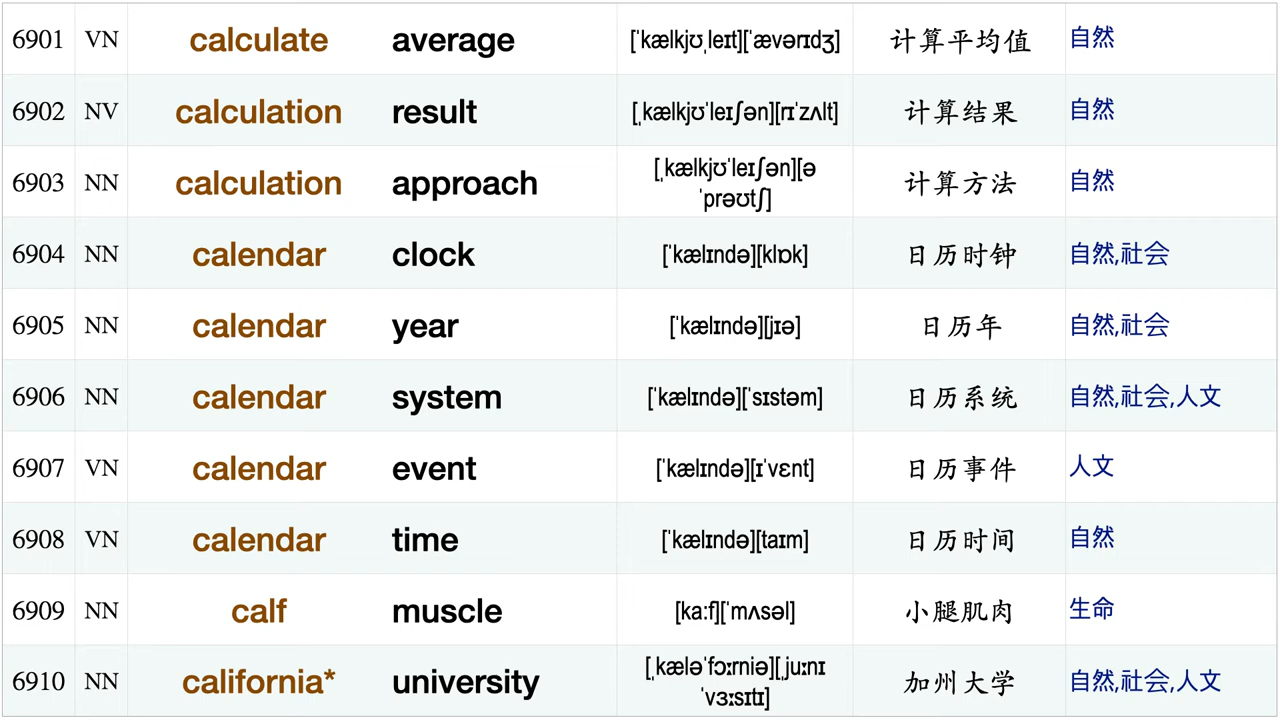 6901 VN calculate average [ˈkælkjʊˌleɪt][ˈævərɪdʒ] 计算平均值 自然
6902 NV calculation result [ˌkælkjʊˈleɪʃən][rɪˈzʌlt] 计算结果 自然
6903 NN calculation approach [ˌkælkjʊˈleɪʃən][ə
ˈprəʊtʃ] 计算方法 自然
6904 NN calendar clock [ˈkælɪndə][klɒk] 日历时钟 自然,社会
6905 NN calendar year [ˈkælɪndə][jɪə] 日历年 自然,社会
6906 NN calendar system [ˈkælɪndə][ˈsɪstəm] 日历系统 自然,社会,人文
6907 VN calendar event [ˈkælɪndə][ɪˈvɛnt] 日历事件 人文
6908 VN calendar time [ˈkælɪndə][taɪm] 日历时间 自然
6909 NN calf muscle [kaːf][ˈmʌsəl] 小腿肌肉 生命
6910 NN california* university [ˌkæləˈfɔːrniə][ˌjuːnɪ
ˈvɜːsɪtɪ] 加州大学 自然,社会,人文